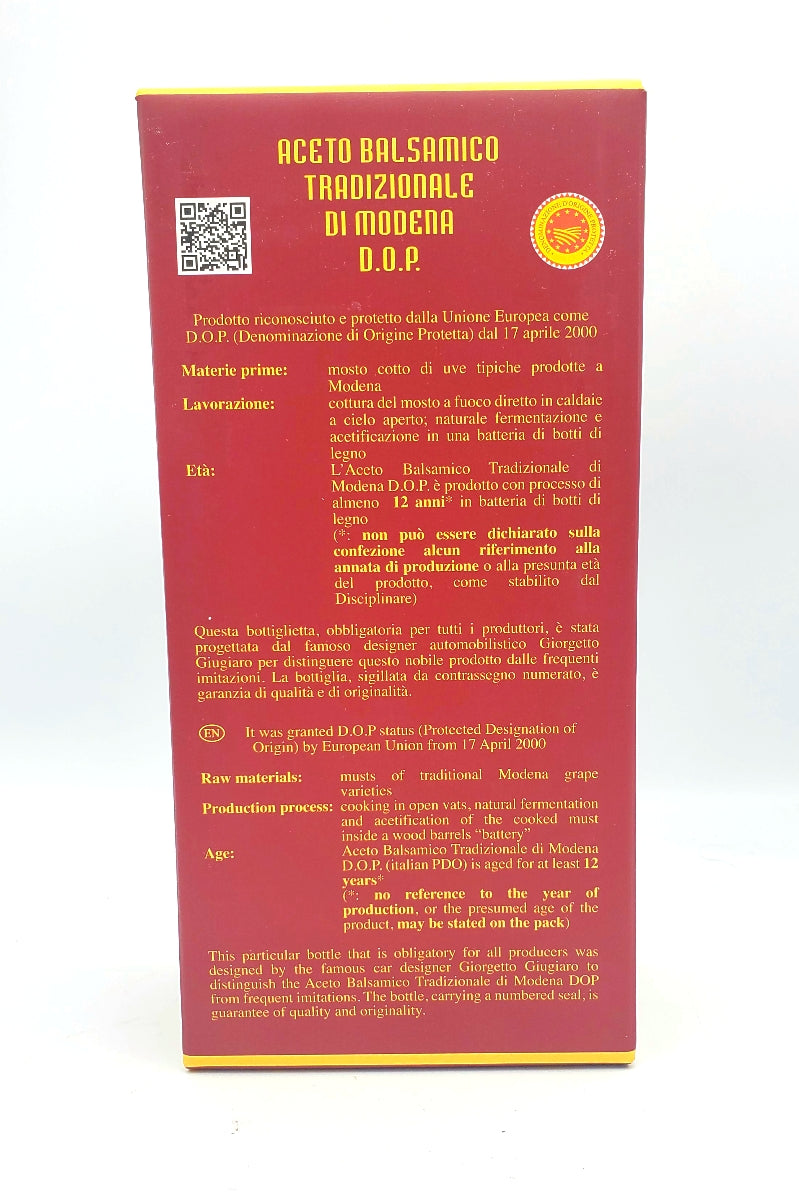 ACETO BALSAMICO
TRADIZIONALE
DI MODENA
D.O.P.
DENOMINAZIONE D'ORIGINE PROTETTA
Prodotto riconosciuto e protetto dalla Unione Europea come
D.O.P. (Denominazione di Origine Protetta) dal 17 aprile 2000
Materie prime: mosto cotto di uve tipiche prodotte a
Modena
Lavorazione: cottura del mosto a fuoco diretto in caldaie
a cielo aperto; naturale fermentazione e
acetificazione in una batteria di botti di
legno
Età: L'Aceto Balsamico Tradizionale di
Modena D.O.P. è prodotto con processo di
almeno 12 anni* in batteria di botti di
legno
(*: non può essere dichiarato sulla
confezione alcun riferimento alla
annata di produzione o alla presunta età
del prodotto, come stabilito dal
Disciplinare)
Questa bottiglietta, obbligatoria per tutti i produttori, è stata
progettata dal famoso designer automobilistico Giorgetto
Giugiaro per distinguere questo nobile prodotto dalle frequenti
imitazioni. La bottiglia, sigillata da contrassegno numerato, è
garanzia di qualità e di originalità.
EN It was granted D.O.P status (Protected Designation of
Origin) by European Union from 17 April 2000
Raw materials: musts of traditional Modena grape
varieties
Production process: cooking in open vats, natural fermentation
and acetification of the cooked must
inside a wood barrels “battery”
Age: Aceto Balsamico Tradizionale di Modena
D.O.P. (italian PDO) is aged for at least 12
years*
(*: no reference to the year of
production, or the presumed age of the
product, may be stated on the pack)
This particular bottle that is obligatory for all producers was
designed by the famous car designer Giorgetto Giugiaro to
distinguish the Aceto Balsamico Tradizionale di Modena DOP
from frequent imitations. The bottle, carrying a numbered seal, is
guarantee of quality and originality.